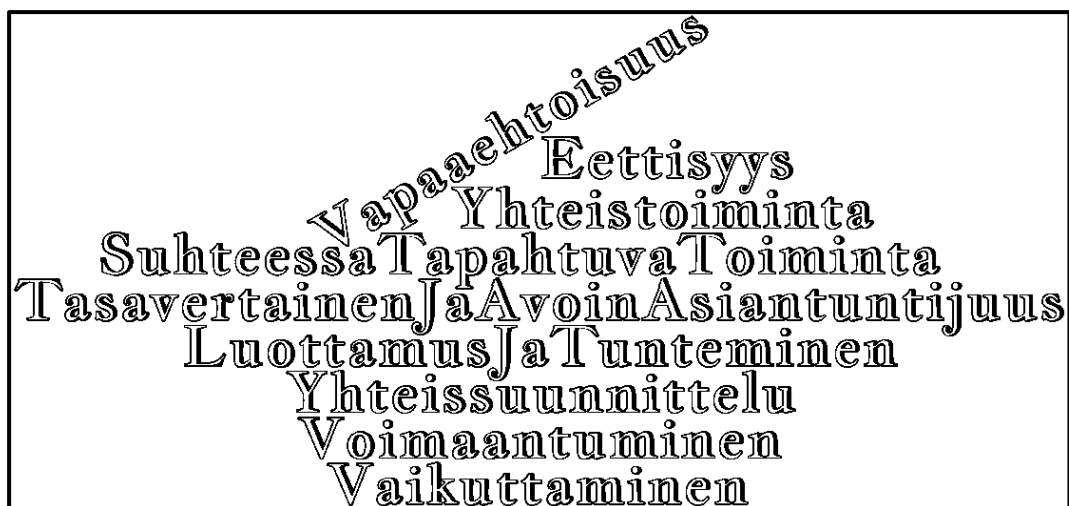 Vapaaehtoisuus
Eettisyys
Yhteistoiminta
SuhteessaTapahtuvaToiminta
TasavertainenJaAvoinAsiantuntijuus
LuottamusJaTunteminen
Yhteissuunnittelu
Voimaantuminen
Vaikuttaminen